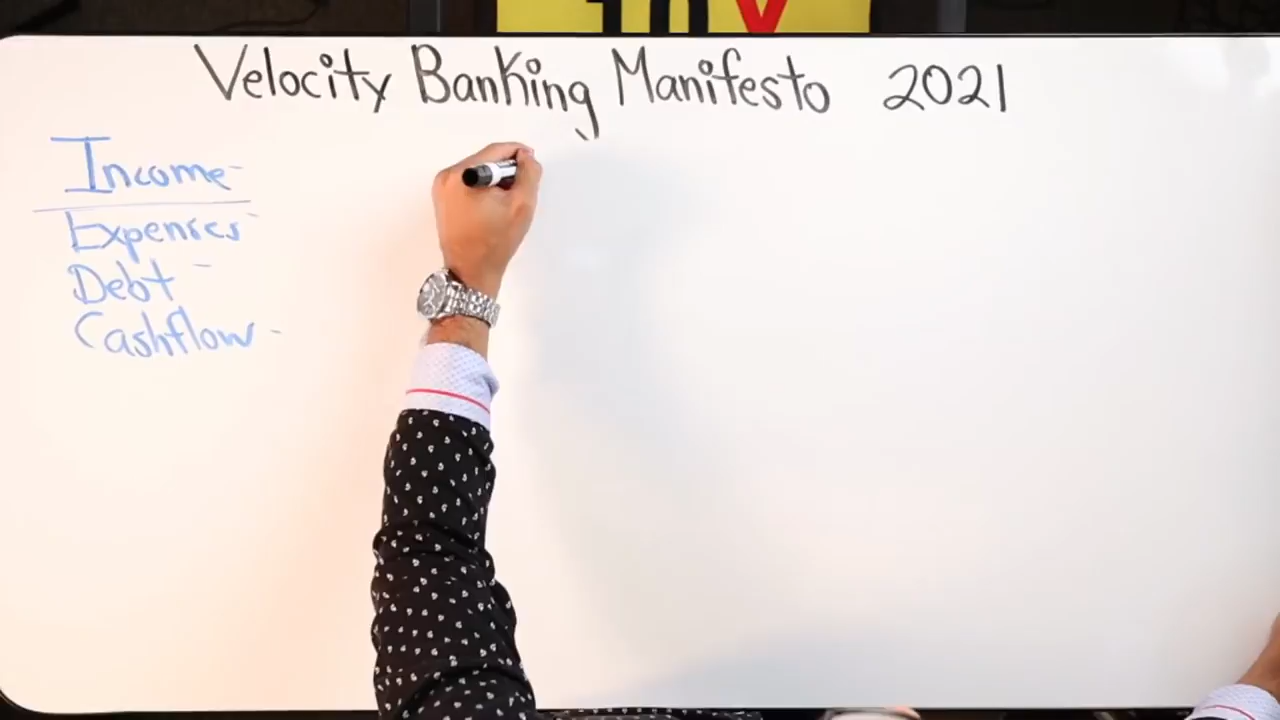 Velocity Banking Manifesto 2021
Income -
Expenses -
Debt -
Cashflow -